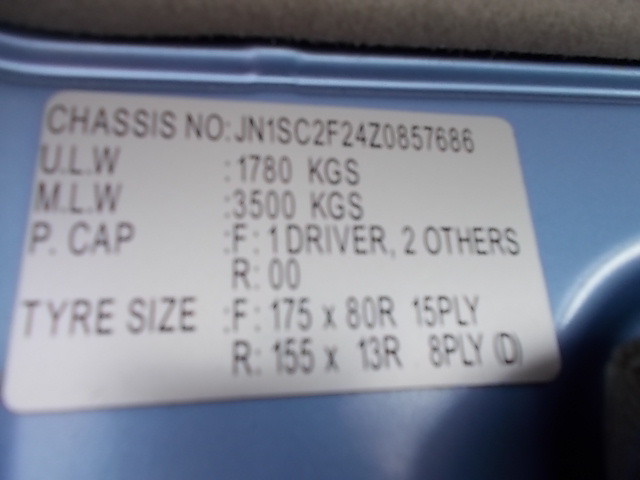 CHASSIS NO: JN1SC2F24Z0857686
U.L.W :1780 KGS
M.L.W :3500 KGS
P. CAP :F: 1 DRIVER, 2 OTHERS
R: 00
TYRE SIZE :F: 175 x 80R 15PLY
R: 155 x 13R 8PLY (D)